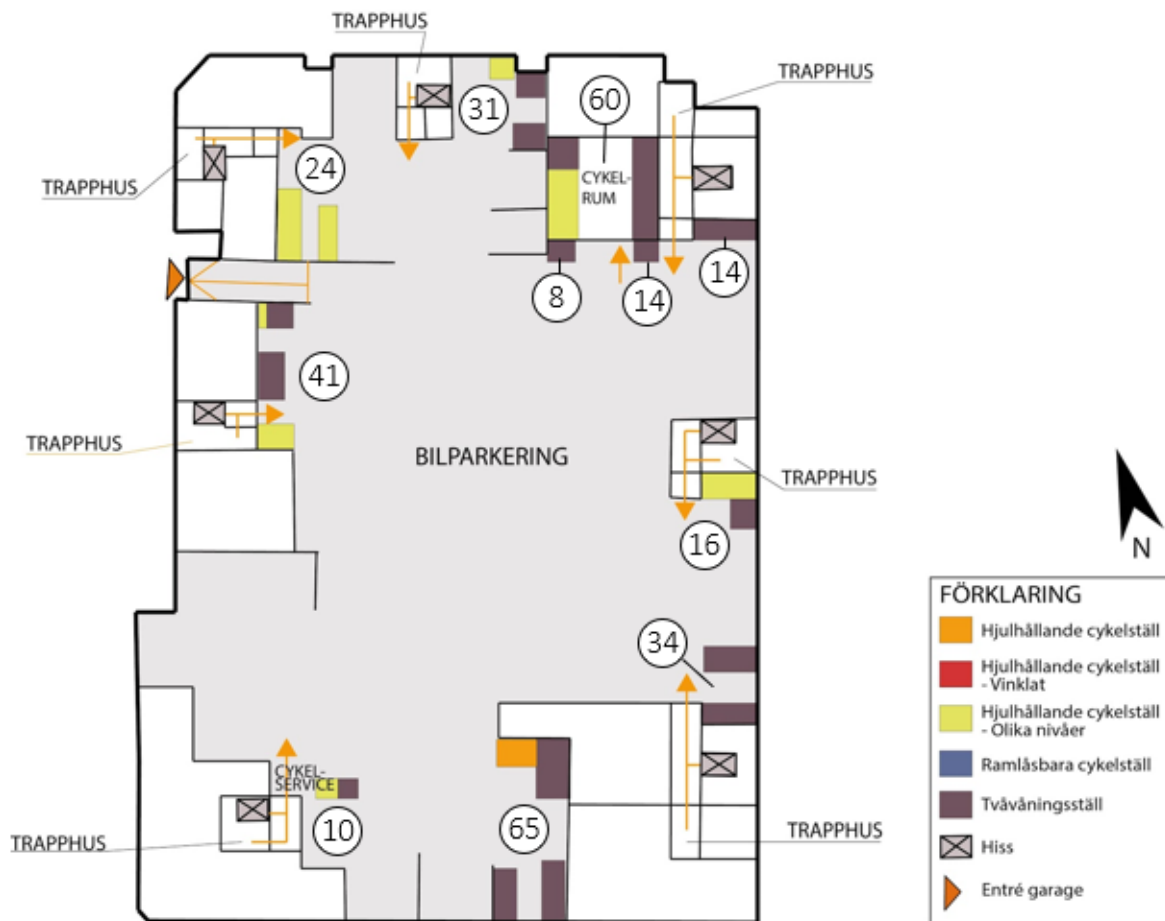 TRAPPHUS
TRAPPHUS
31
60
24
CYKEL-
RUM
TRAPPHUS
14
8
14
41
TRAPPHUS
BILPARKERING
TRAPPHUS
16
34
CYKEL-
SERVICE
10
65
TRAPPHUS
TRAPPHUS
N
FÖRKLARING
Hjulhållande cykelställ
Hjulhållande cykelställ
- Vinklat
Hjulhållande cykelställ
- Olika nivåer
Ramlåsbara cykelställ
Tvåvåningsställ
Hiss
Entré garage